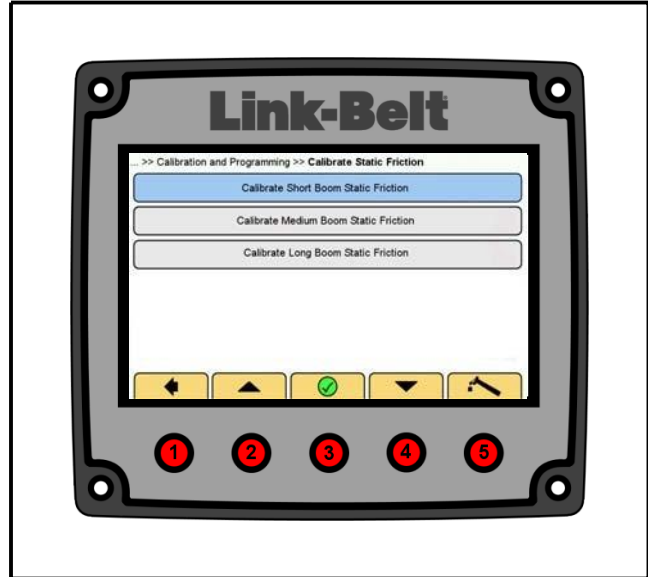 Link-Belt
... >> Calibration and Programming >> Calibrate Static Friction
Calibrate Short Boom Static Friction
Calibrate Medium Boom Static Friction
Calibrate Long Boom Static Friction
1 2 3 4 5